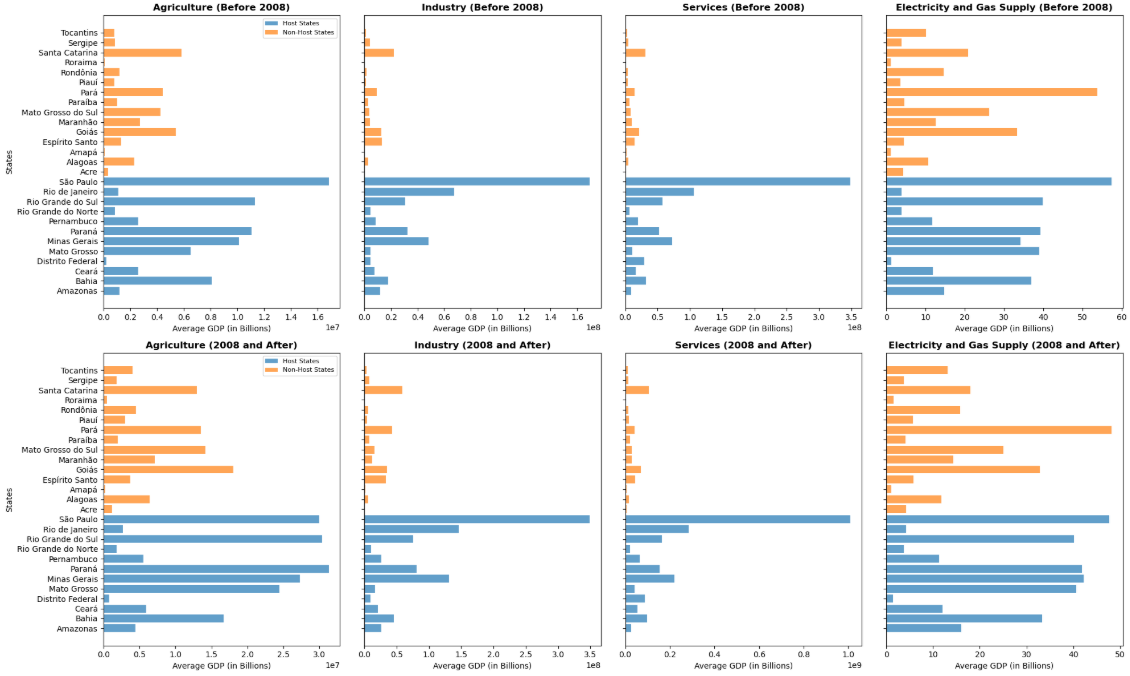 Agriculture (Before 2008)
Industry (Before 2008)
Services (Before 2008)
Electricity and Gas Supply (Before 2008)
Host States
Non-Host States
States
Tocantins
Sergipe
Santa Catarina
Roraima
Rondônia
Piauí
Pará
Paraíba
Mato Grosso do Sul
Maranhão
Goiás
Espírito Santo
Amapá
Alagoas
Acre
São Paulo
Rio de Janeiro
Rio Grande do Sul
Rio Grande do Norte
Pernambuco
Paraná
Minas Gerais
Mato Grosso
Distrito Federal
Ceará
Bahia
Amazonas
0.0 0.2 0.4 0.6 0.8 1.0 1.2 1.4 1.6
1e7
Average GDP (in Billions)
0.0 0.2 0.4 0.6 0.8 1.0 1.2 1.4 1.6
1e8
Average GDP (in Billions)
0.0 0.5 1.0 1.5 2.0 2.5 3.0 3.5
1e8
Average GDP (in Billions)
0 10 20 30 40 50 60
Average GDP (in Billions)
Agriculture (2008 and After)
Industry (2008 and After)
Services (2008 and After)
Electricity and Gas Supply (2008 and After)
Host States
Non-Host States
States
Tocantins
Sergipe
Santa Catarina
Roraima
Rondônia
Piauí
Pará
Paraíba
Mato Grosso do Sul
Maranhão
Goiás
Espírito Santo
Amapá
Alagoas
Acre
São Paulo
Rio de Janeiro
Rio Grande do Sul
Rio Grande do Norte
Pernambuco
Paraná
Minas Gerais
Mato Grosso
Distrito Federal
Ceará
Bahia
Amazonas
0.0 0.5 1.0 1.5 2.0 2.5 3.0
1e7
Average GDP (in Billions)
0.0 0.5 1.0 1.5 2.0 2.5 3.0 3.5
1e8
Average GDP (in Billions)
0.0 0.2 0.4 0.6 0.8 1.0
1e9
Average GDP (in Billions)
0 10 20 30 40 50
Average GDP (in Billions)